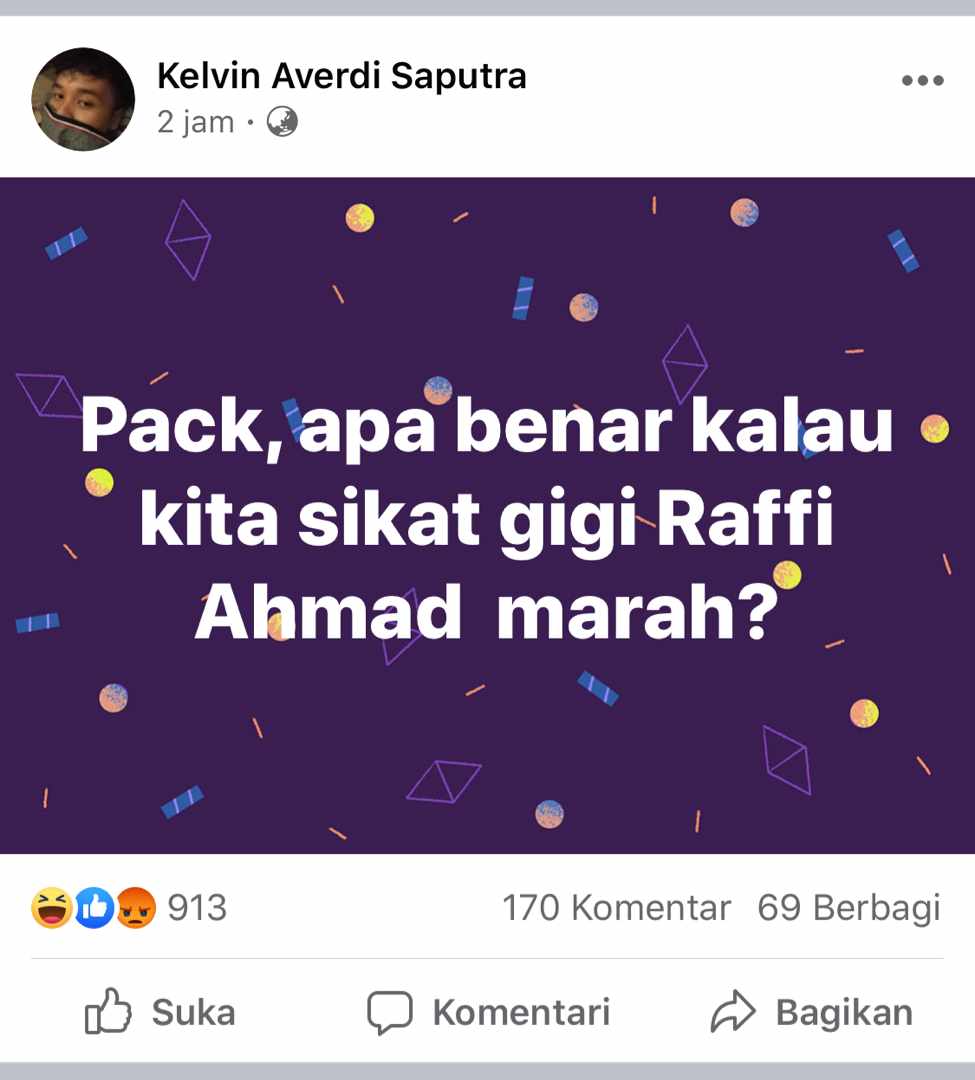 Kelvin Averdi Saputra
2 jam ·
Pack, apa benar kalau
kita sikat gigi Raffi
Ahmad marah?
913 170 Komentar 69 Berbagi
Suka Komentari Bagikan